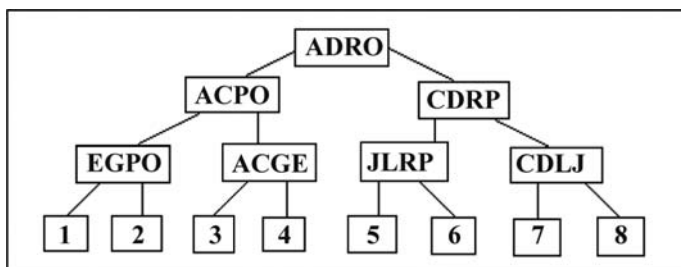 ADRO
ACPO CDRP
EGPO ACGE JLRP CDLJ
1 2 3 4 5 6 7 8